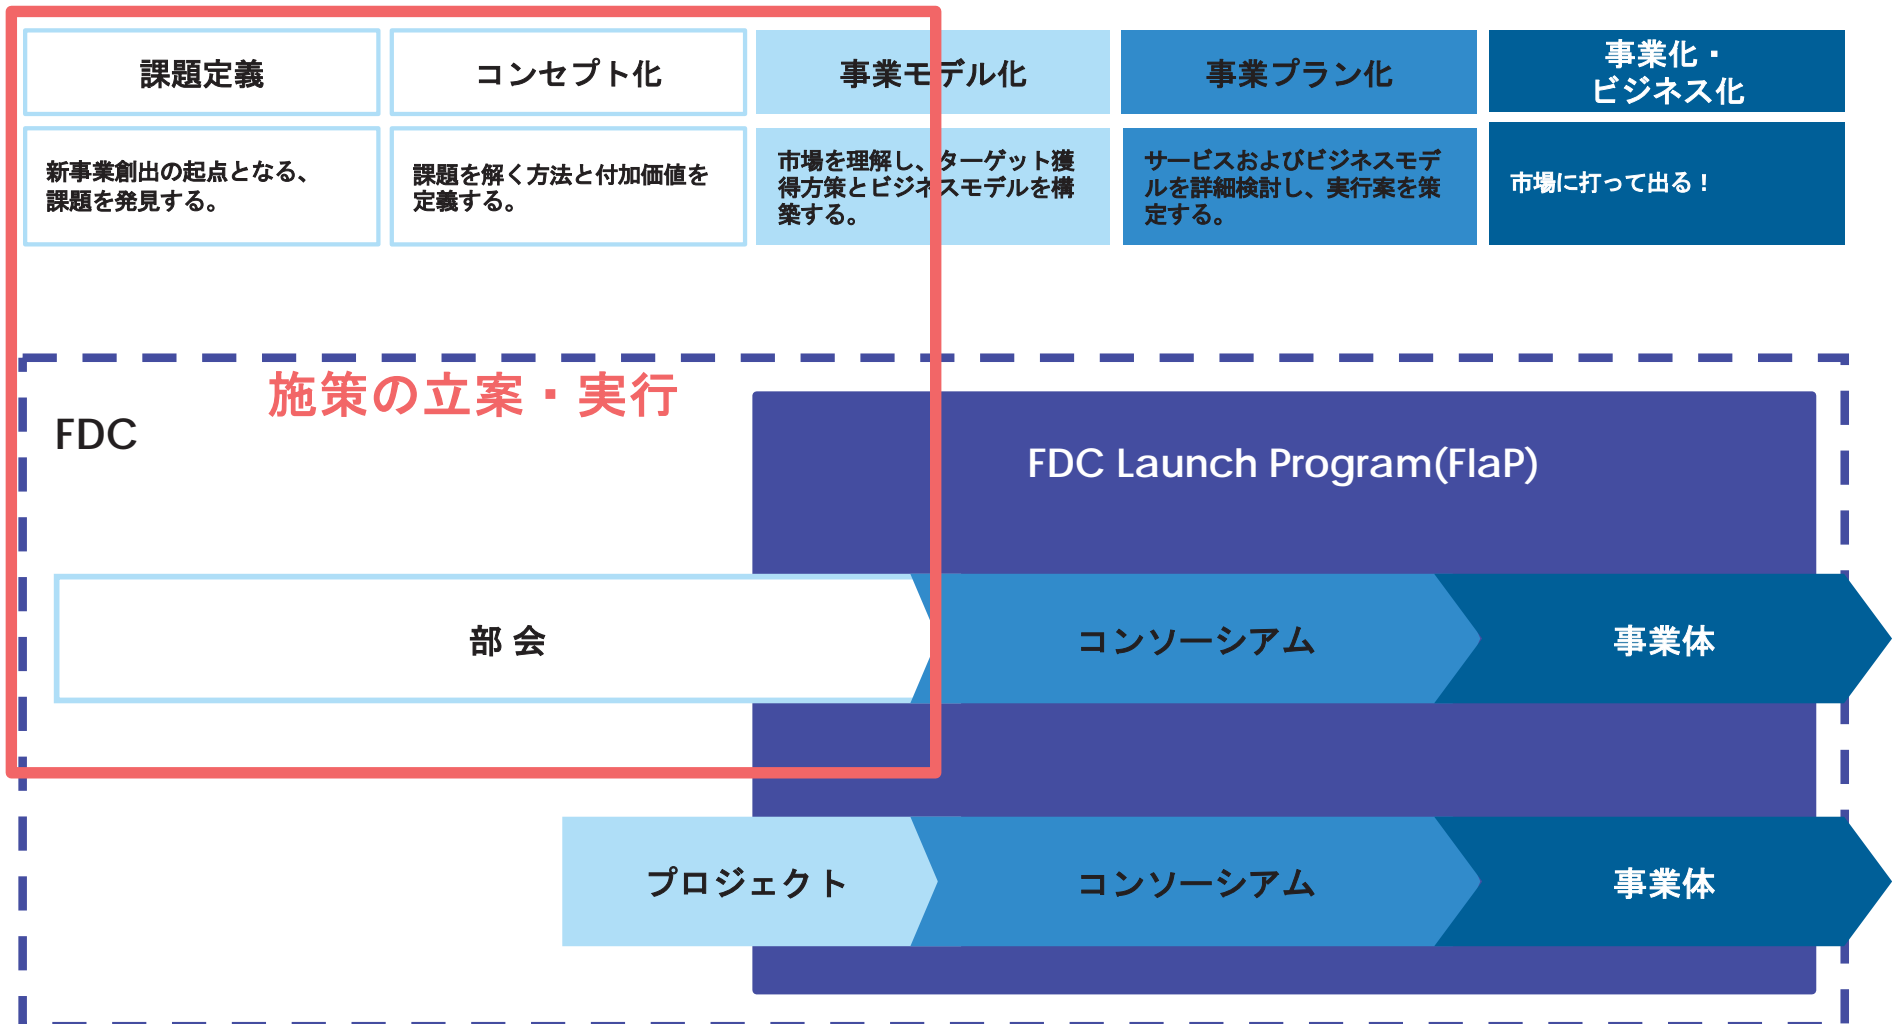 課題定義
コンセプト化
事業モデル化
事業プラン化
事業化・
ビジネス化
新事業創出の起点となる、
課題を発見する。
課題を解く方法と付加価値を
定義する。
市場を理解し、ターゲット獲
得方策とビジネスモデルを構
築する。
サービスおよびビジネスモデ
ルを詳細検討し、実行案を策
定する。
市場に打って出る！
施策の立案・実行
FDC
FDC Launch Program(FlaP)
部会
コンソーシアム
事業体
プロジェクト
コンソーシアム
事業体